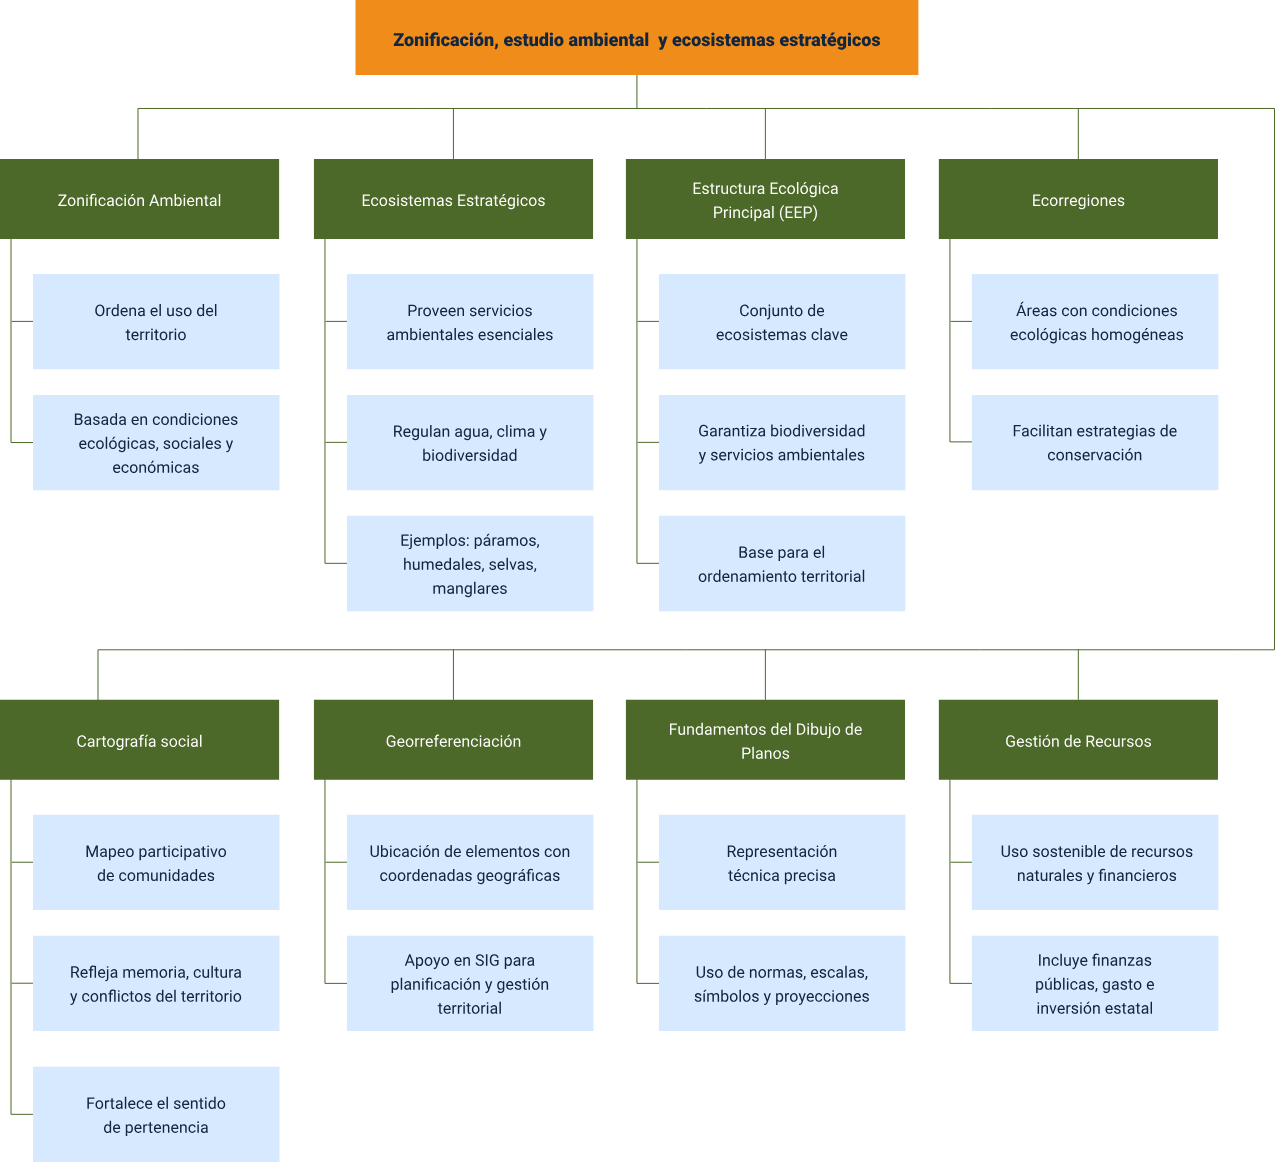 Zonificación, estudio ambiental y ecosistemas estratégicos
Zonificación Ambiental
Ordena el uso del
territorio
Basada en condiciones
ecológicas, sociales y
económicas
Ecosistemas Estratégicos
Proveen servicios
ambientales esenciales
Regulan agua, clima y
biodiversidad
Ejemplos: páramos,
humedales, selvas,
manglares
Estructura Ecológica
Principal (EEP)
Conjunto de
ecosistemas clave
Garantiza biodiversidad
y servicios ambientales
Base para el
ordenamiento territorial
Ecorregiones
Áreas con condiciones
ecológicas homogéneas
Facilitan estrategias de
conservación
Cartografía social
Mapeo participativo
de comunidades
Refleja memoria, cultura
y conflictos del territorio
Fortalece el sentido
de pertenencia
Georreferenciación
Ubicación de elementos con
coordenadas geográficas
Apoyo en SIG para
planificación y gestión
territorial
Fundamentos del Dibujo de
Planos
Representación
técnica precisa
Uso de normas, escalas,
símbolos y proyecciones
Gestión de Recursos
Uso sostenible de recursos
naturales y financieros
Incluye finanzas
públicas, gasto e
inversión estatal